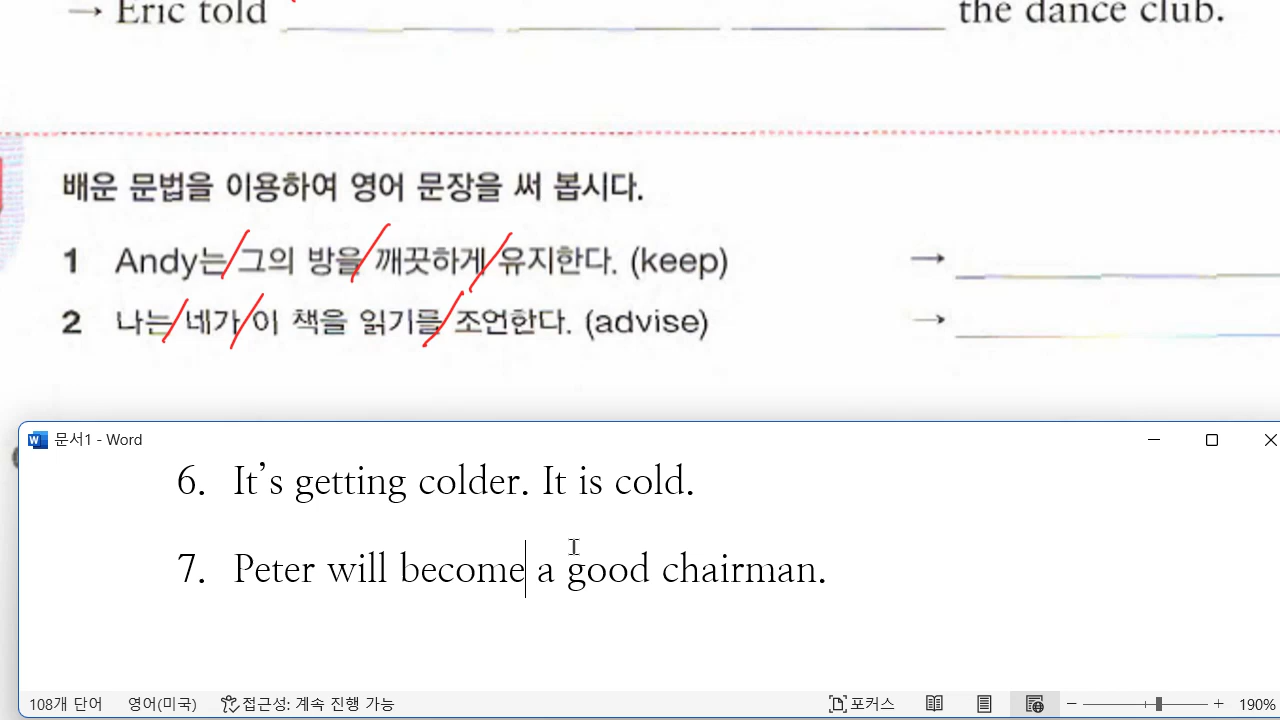 → Eric told the dance club.
배운 문법을 이용하여 영어 문장을 써 봅시다.
1 Andy는 그의 방을 깨끗하게 유지한다. (keep) →
2 나는 네가 이 책을 읽기를 조언한다. (advise) →
문서1 - Word
6. It’s getting colder. It is cold.
7. Peter will become a good chairman.
108개 단어 영어(미국) 접근성: 계속 진행 가능 포커스 190%